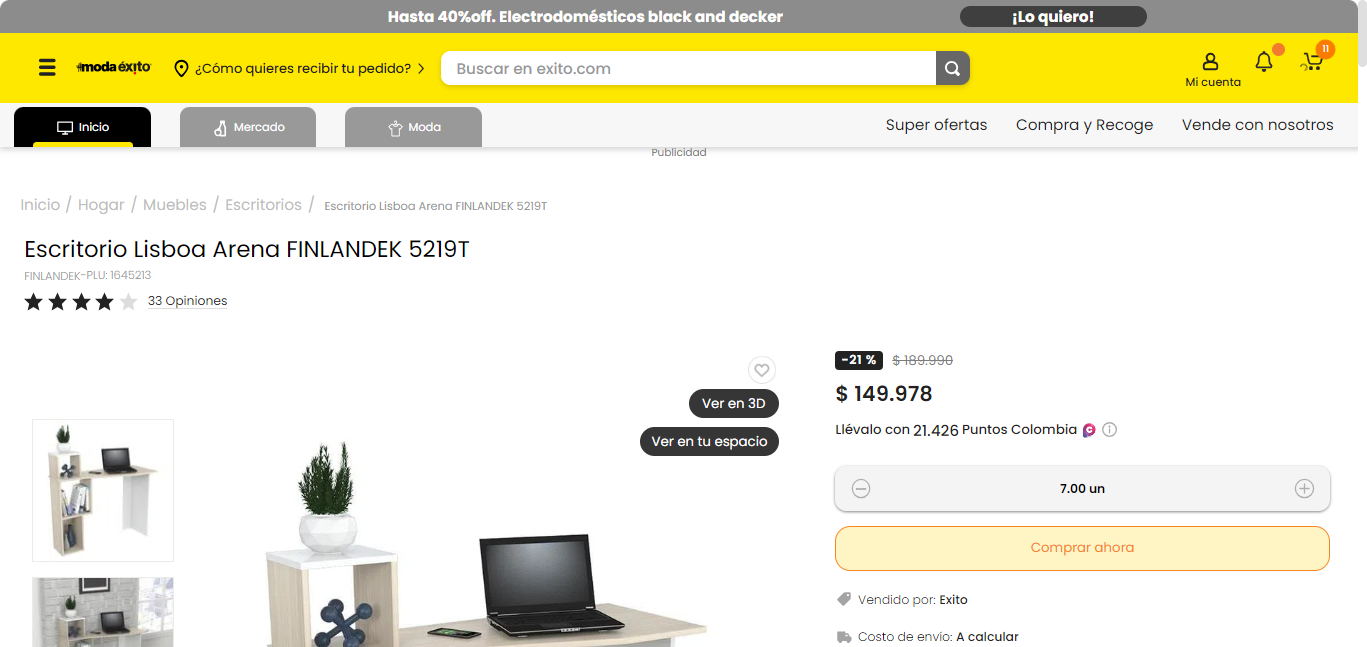 Hasta 40%off. Electrodomésticos black and decker
¡Lo quiero!
modaéxito
¿Cómo quieres recibir tu pedido?
Buscar en exito.com
Mi cuenta
11
Inicio
Mercado
Moda
Super ofertas
Compra y Recoge
Vende con nosotros
Publicidad
Inicio / Hogar / Muebles / Escritorios / Escritorio Lisboa Arena FINLANDEK 5219T
Escritorio Lisboa Arena FINLANDEK 5219T
FINLANDEK-PLU: 1645213
33 Opiniones
Ver en 3D
Ver en tu espacio
-21 % $ 189.990
$ 149.978
Llévalo con 21.426 Puntos Colombia
7.00 un
Comprar ahora
Vendido por: Exito
Costo de envío: A calcular